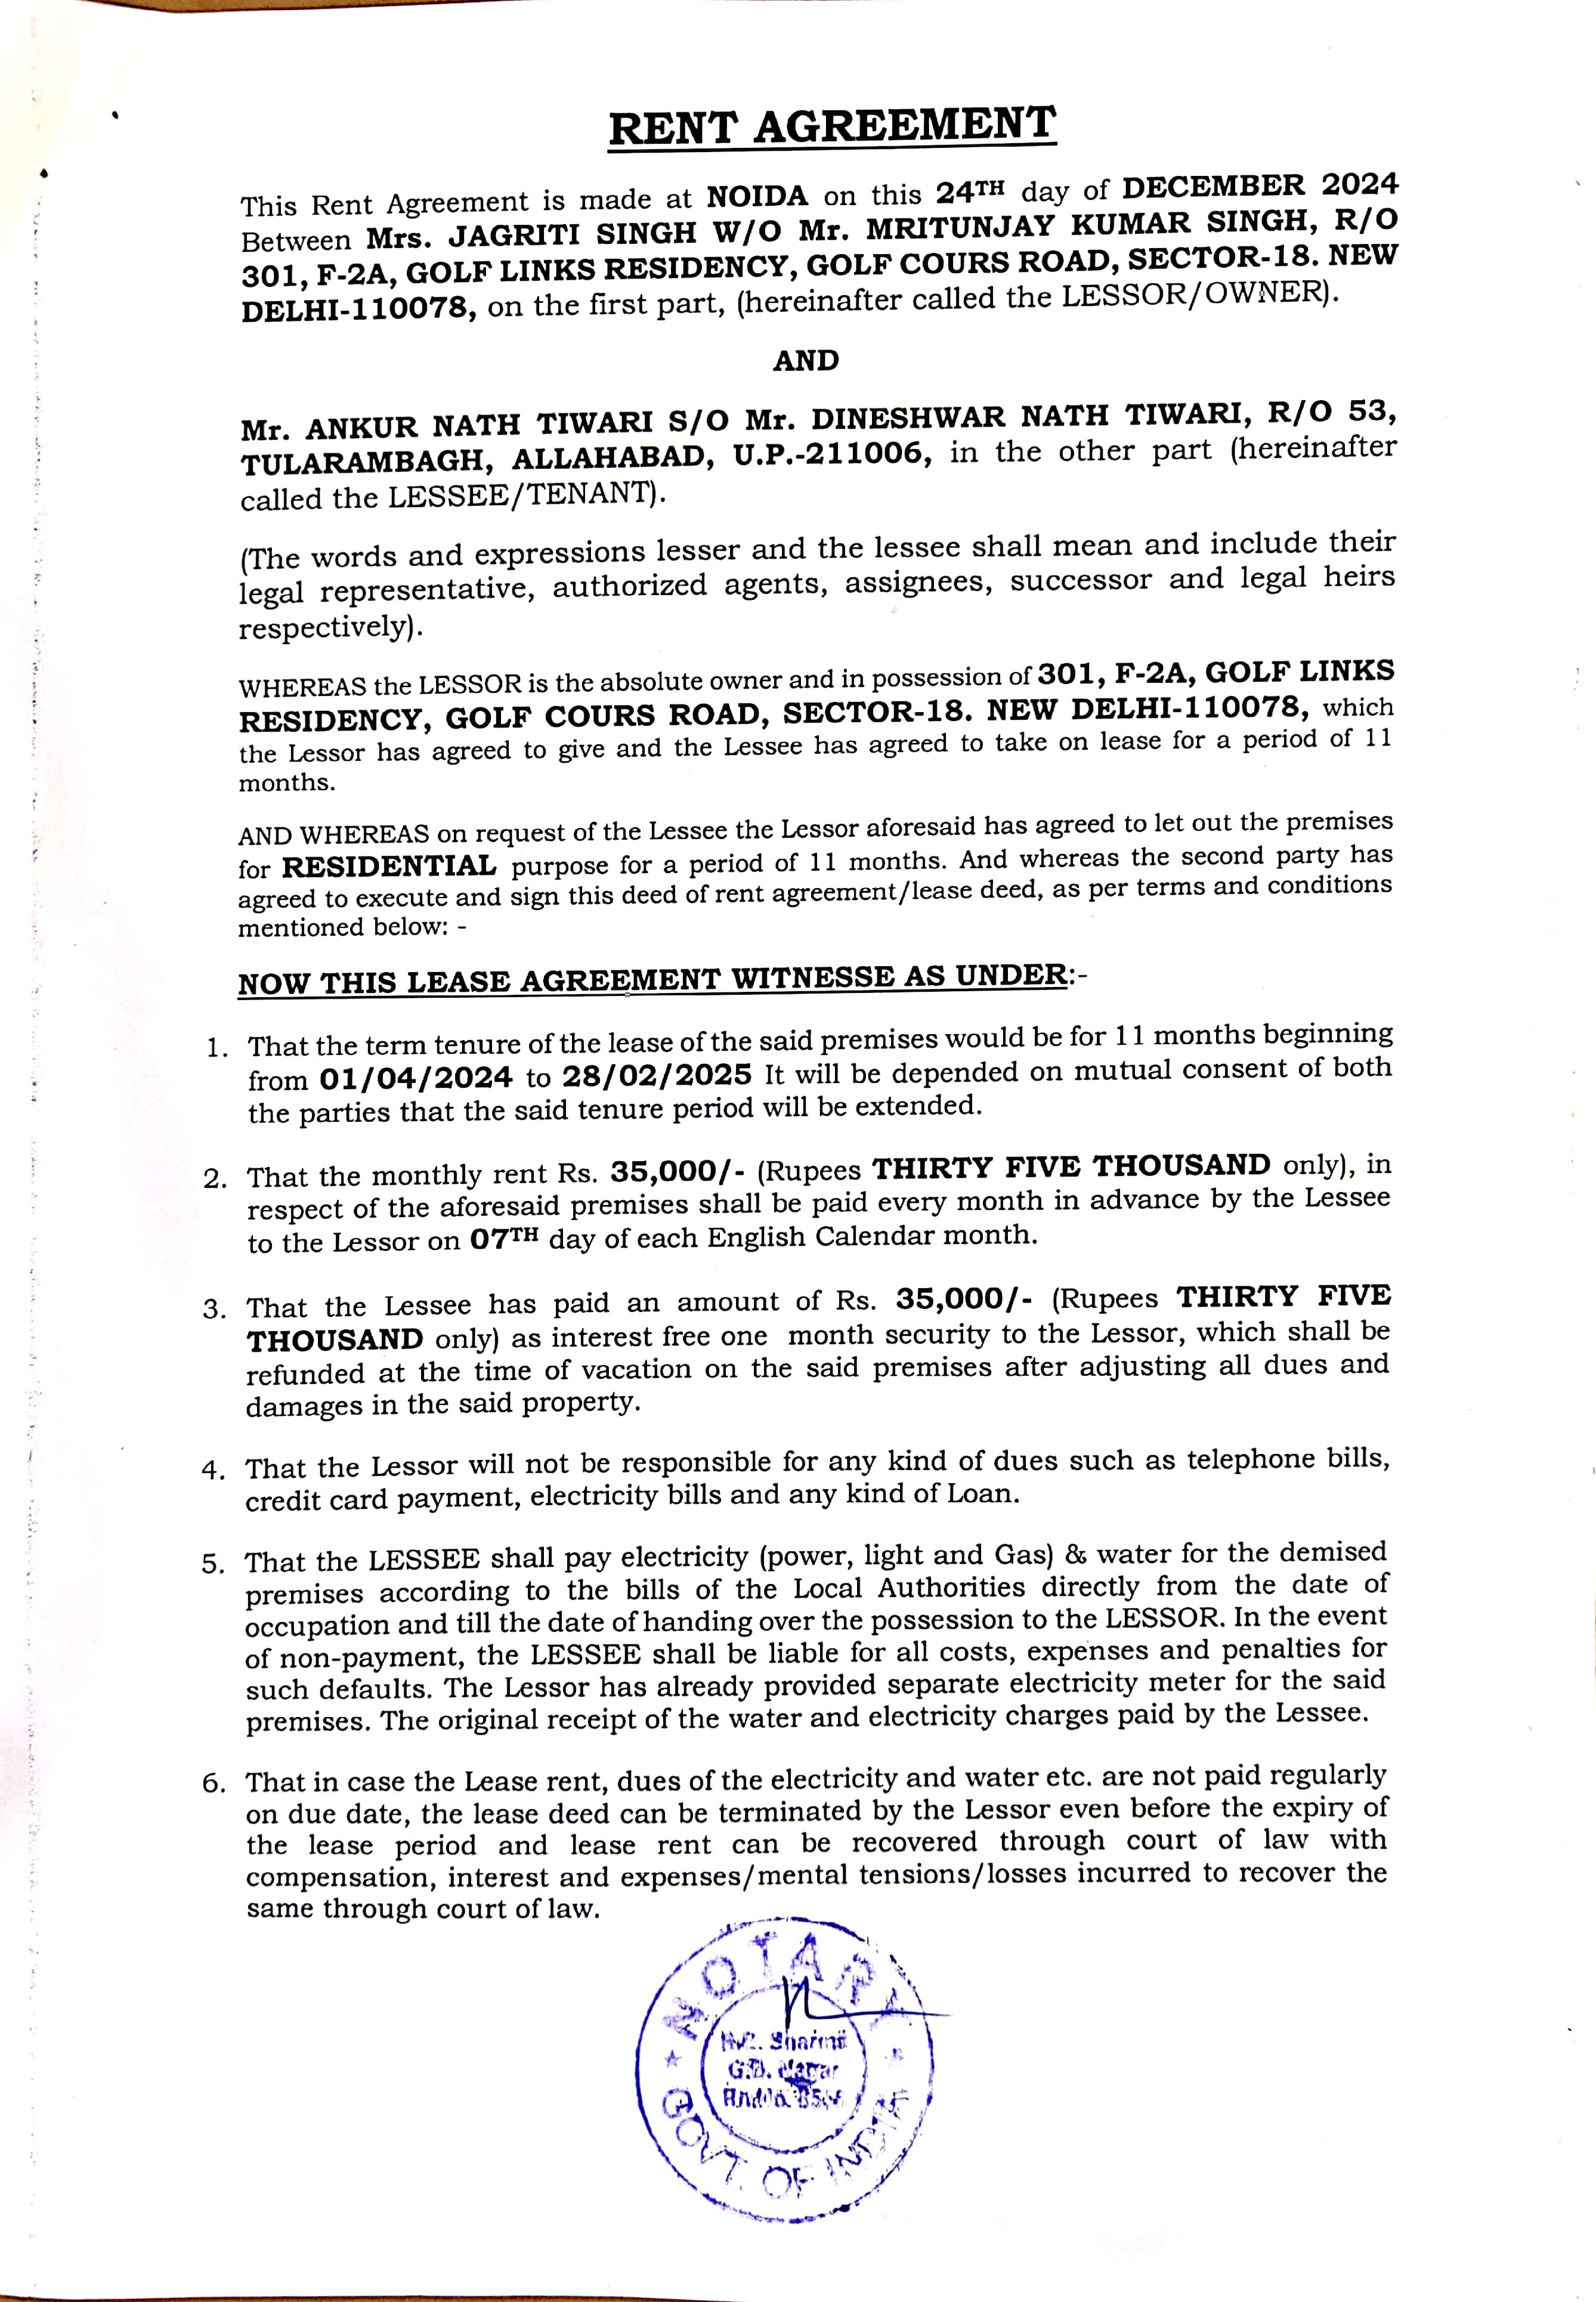 RENT AGREEMENT
This Rent Agreement is made at NOIDA on this 24TH day of DECEMBER 2024
Between Mrs. JAGRITI SINGH W/O Mr. MRITUNJAY KUMAR SINGH, R/O
301, F-2A, GOLF LINKS RESIDENCY, GOLF COURS ROAD, SECTOR-18. NEW
DELHI-110078, on the first part, (hereinafter called the LESSOR/OWNER).
AND
Mr. ANKUR NATH TIWARI S/O Mr. DINESHWAR NATH TIWARI, R/O 53,
TULARAMBAGH, ALLAHABAD, U.P.-211006, in the other part (hereinafter
called the LESSEE/TENANT).
(The words and expressions lesser and the lessee shall mean and include their
legal representative, authorized agents, assignees, successor and legal heirs
respectively).
WHEREAS the LESSOR is the absolute owner and in possession of 301, F-2A, GOLF LINKS
RESIDENCY, GOLF COURS ROAD, SECTOR-18. NEW DELHI-110078, which
the Lessor has agreed to give and the Lessee has agreed to take on lease for a period of 11
months.
AND WHEREAS on request of the Lessee the Lessor aforesaid has agreed to let out the premises
for RESIDENTIAL purpose for a period of 11 months. And whereas the second party has
agreed to execute and sign this deed of rent agreement/lease deed, as per terms and conditions
mentioned below: -
NOW THIS LEASE AGREEMENT WITNESSE AS UNDER:-
1. That the term tenure of the lease of the said premises would be for 11 months beginning
from 01/04/2024 to 28/02/2025 It will be depended on mutual consent of both
the parties that the said tenure period will be extended.
2. That the monthly rent Rs. 35,000/- (Rupees THIRTY FIVE THOUSAND only), in
respect of the aforesaid premises shall be paid every month in advance by the Lessee
to the Lessor on 07TH day of each English Calendar month.
3. That the Lessee has paid an amount of Rs. 35,000/- (Rupees THIRTY FIVE
THOUSAND only) as interest free one month security to the Lessor, which shall be
refunded at the time of vacation on the said premises after adjusting all dues and
damages in the said property.
4. That the Lessor will not be responsible for any kind of dues such as telephone bills,
credit card payment, electricity bills and any kind of Loan.
5. That the LESSEE shall pay electricity (power, light and Gas) & water for the demised
premises according to the bills of the Local Authorities directly from the date of
occupation and till the date of handing over the possession to the LESSOR. In the event
of non-payment, the LESSEE shall be liable for all costs, expenses and penalties for
such defaults. The Lessor has already provided separate electricity meter for the said
premises. The original receipt of the water and electricity charges paid by the Lessee.
6. That in case the Lease rent, dues of the electricity and water etc. are not paid regularly
on due date, the lease deed can be terminated by the Lessor even before the expiry of
the lease period and lease rent can be recovered through court of law with
compensation, interest and expenses/mental tensions/losses incurred to recover the
same through court of law.
NOTARY
Sharma
G.B. Nagar
GOVT. OF INDIA